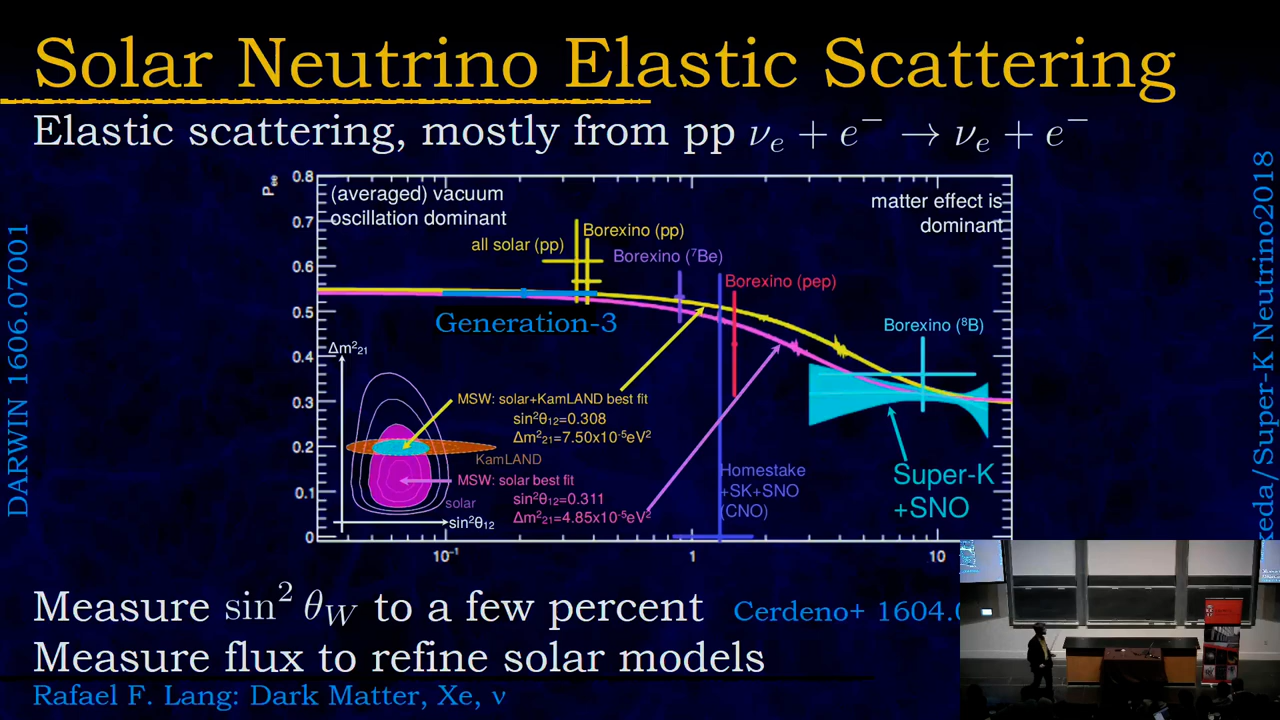 Solar Neutrino Elastic Scattering
Elastic scattering, mostly from pp νₑ + e⁻ → νₑ + e⁻
DARWIN 1606.07001
Super-K Neutrino2018
Pₑₑ
0.8
0.7
0.6
0.5
0.4
0.3
0.2
0.1
0
(averaged) vacuum
oscillation dominant
matter effect is
dominant
all solar (pp)
Borexino (pp)
Borexino (⁷Be)
Borexino (pep)
Borexino (⁸B)
Generation-3
Δm²₂₁
MSW: solar+KamLAND best fit
sin²θ₁₂=0.308
Δm²₂₁=7.50x10⁻⁵eV²
KamLAND
MSW: solar best fit
sin²θ₁₂=0.311
Δm²₂₁=4.85x10⁻⁵eV²
solar
sin²θ₁₂
Homestake
+SK+SNO
(CNO)
Super-K
+SNO
10⁻¹
1
10
Measure sin² θ_W to a few percent
Cerdeno+
Measure flux to refine solar models
Rafael F. Lang: Dark Matter, Xe, ν